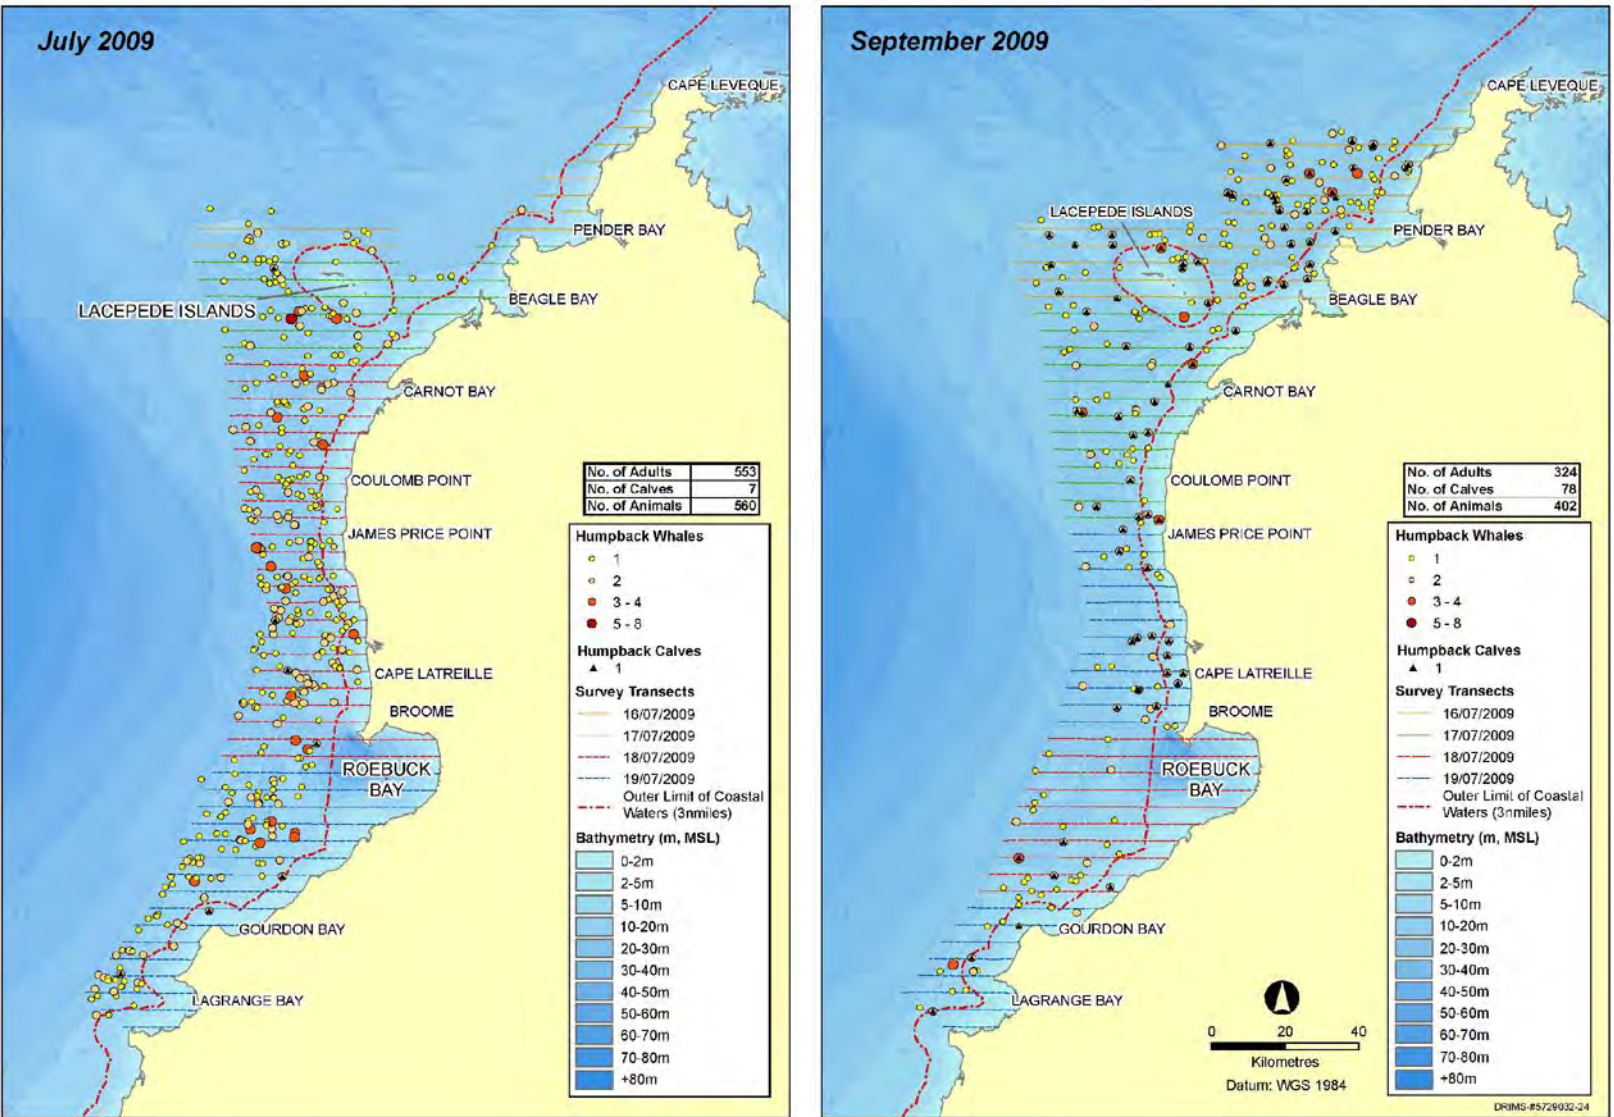 July 2009
CAPE LEVEQUE
PENDER BAY
BEAGLE BAY
LACEPEDE ISLANDS
CARNOT BAY
No. of Adults 553
No. of Calves 7
No. of Animals 560
COULOMB POINT
JAMES PRICE POINT
Humpback Whales
1
2
3 - 4
5 - 8
Humpback Calves
1
CAPE LATREILLE
Survey Transects
BROOME
16/07/2009
17/07/2009
18/07/2009
19/07/2009
ROEBUCK
BAY
Outer Limit of Coastal
Waters (3nmiles)
Bathymetry (m, MSL)
0-2m
2-5m
5-10m
10-20m
20-30m
30-40m
40-50m
50-60m
60-70m
70-80m
+80m
GOURDON BAY
LAGRANGE BAY
September 2009
CAPE LEVEQUE
LACEPEDE ISLANDS
PENDER BAY
BEAGLE BAY
CARNOT BAY
No. of Adults 324
No. of Calves 78
No. of Animals 402
COULOMB POINT
JAMES PRICE POINT
Humpback Whales
1
2
3 - 4
5 - 8
Humpback Calves
1
CAPE LATREILLE
Survey Transects
BROOME
16/07/2009
17/07/2009
18/07/2009
19/07/2009
ROEBUCK
BAY
Outer Limit of Coastal
Waters (3nmiles)
Bathymetry (m, MSL)
0-2m
2-5m
5-10m
10-20m
20-30m
30-40m
40-50m
50-60m
60-70m
70-80m
+80m
GOURDON BAY
LAGRANGE BAY
0 20 40
Kilometres
Datum: WGS 1984
DRIMS-#5729032-24